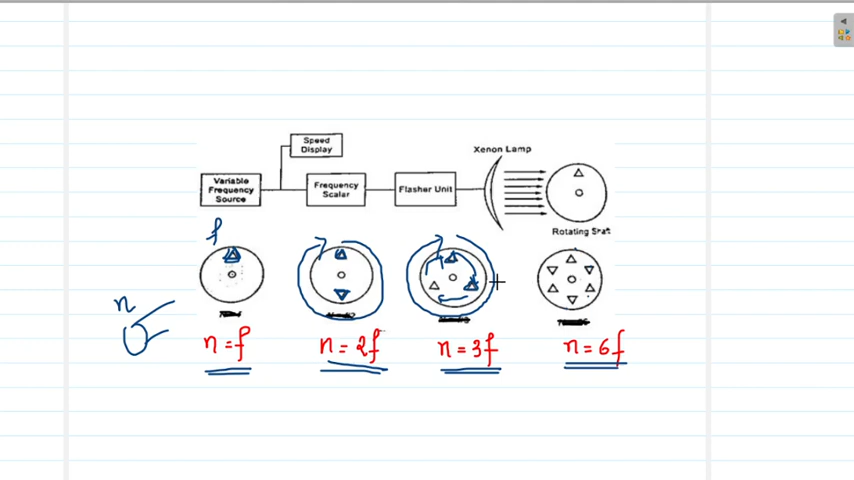 Speed
Display
Xenon Lamp
Variable
Frequency
Source
Frequency
Scalar
Flasher Unit
Rotating Shaft
f
n
n = f
n = 2f
n = 3f
n = 6f